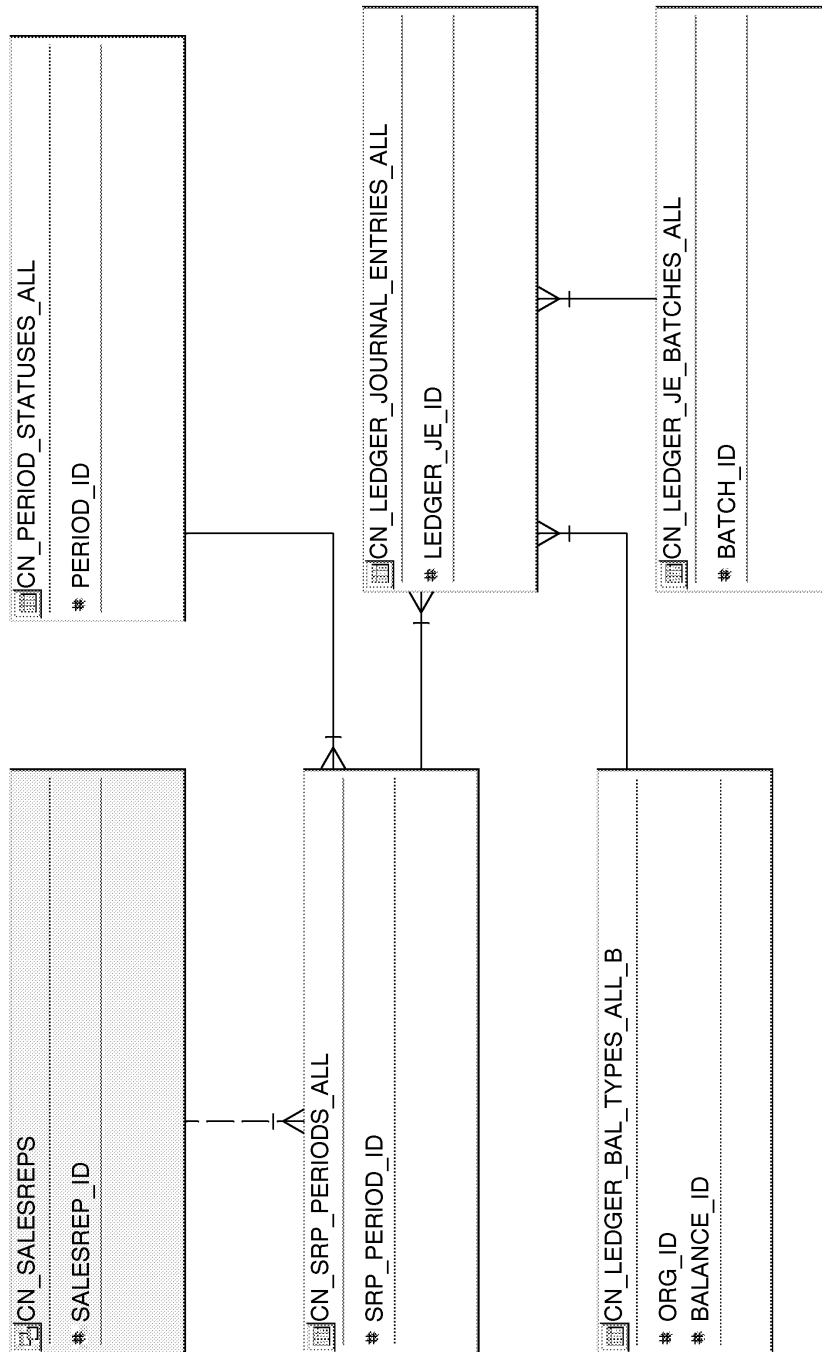 CN_SALESREPS
# SALESREP_ID
CN_PERIOD_STATUSES_ALL
# PERIOD_ID
CN_SRP_PERIODS_ALL
# SRP_PERIOD_ID
CN_LEDGER_JOURNAL_ENTRIES_ALL
# LEDGER_JE_ID
CN_LEDGER_BAL_TYPES_ALL_B
# ORG_ID
# BALANCE_ID
CN_LEDGER_JE_BATCHES_ALL
# BATCH_ID